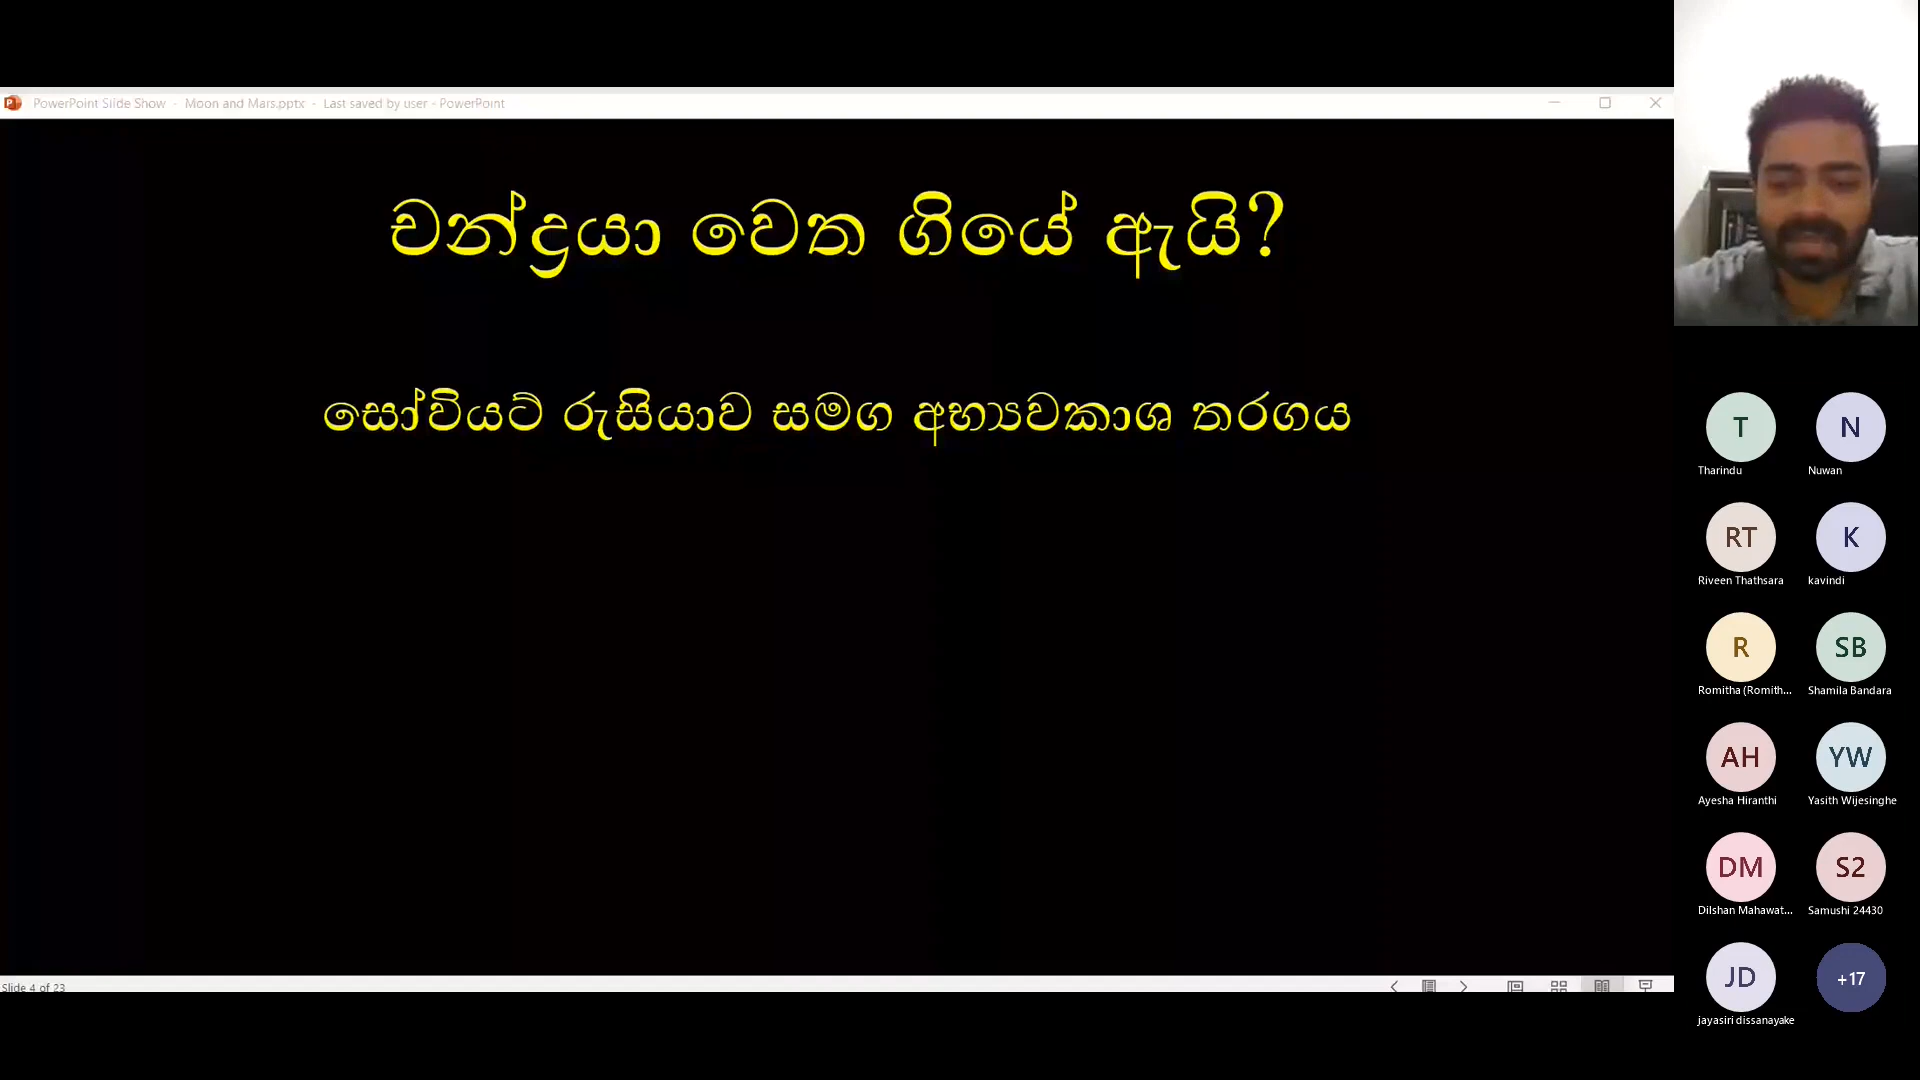 PowerPoint Slide Show - Moon and Mars.pptx - Last saved by user - PowerPoint
චන්ද්‍රයා වෙත ගියේ ඇයි?
සෝවියට් රුසියාව සමග අභ්‍යවකාශ තරගය
Slide 4 of 23
T N
Tharindu Nuwan
RT K
Riveen Thathsara kavindi
R SB
Romitha (Romith... Shamila Bandara
AH YW
Ayesha Hiranthi Yasith Wijesinghe
DM S2
Dilshan Mahawat... Samushi 24430
JD +17
jayasiri dissanayake